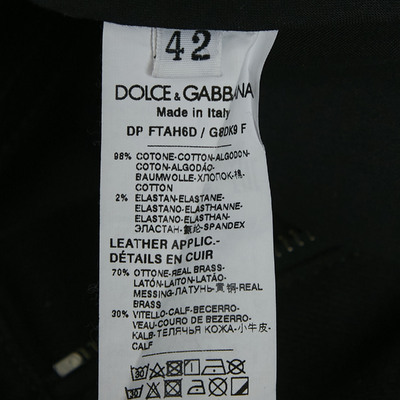 42
DOLCE & GABBANA
Made in Italy
DP FTAH6D / G8DK9 F
98% COTONE-COTTON-ALGODON-
COTON-ALGODÃO-
BAUMWOLLE-ХЛОПОК-棉-
COTTON
2% ELASTAN-ELASTANE-
ELASTANO-ELASTHANNE-
ELASTANO-ELASTHAN-
ЭЛАСТАН-氨纶-SPANDEX
LEATHER APPLIC.-
DÉTAILS EN CUIR
70% OTTONE-REAL BRASS-
LATÓN-LAITON-LATÃO-
MESSING-ЛАТУНЬ-黄铜-REAL
BRASS
30% VITELLO-CALF-BECERRO-
VEAU-COURO DE BEZERRO-
KALB-ТЕЛЯЧЬЯ КОЖА-小牛皮-
CALF